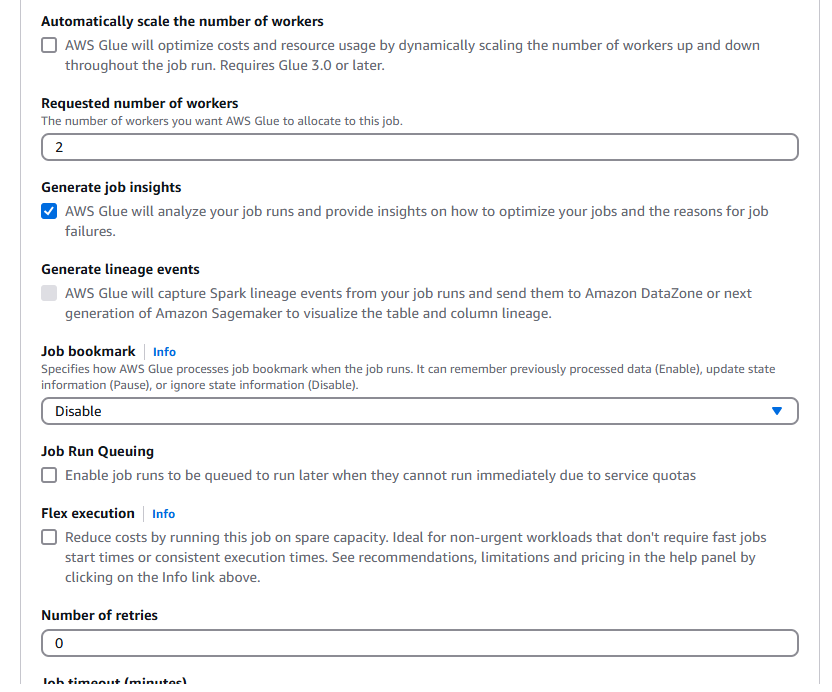 Automatically scale the number of workers
AWS Glue will optimize costs and resource usage by dynamically scaling the number of workers up and down
throughout the job run. Requires Glue 3.0 or later.
Requested number of workers
The number of workers you want AWS Glue to allocate to this job.
2
Generate job insights
AWS Glue will analyze your job runs and provide insights on how to optimize your jobs and the reasons for job
failures.
Generate lineage events
AWS Glue will capture Spark lineage events from your job runs and send them to Amazon DataZone or next
generation of Amazon Sagemaker to visualize the table and column lineage.
Job bookmark Info
Specifies how AWS Glue processes job bookmark when the job runs. It can remember previously processed data (Enable), update state
information (Pause), or ignore state information (Disable).
Disable
Job Run Queuing
Enable job runs to be queued to run later when they cannot run immediately due to service quotas
Flex execution Info
Reduce costs by running this job on spare capacity. Ideal for non-urgent workloads that don't require fast jobs
start times or consistent execution times. See recommendations, limitations and pricing in the help panel by
clicking on the Info link above.
Number of retries
0
Job timeout (minutes)